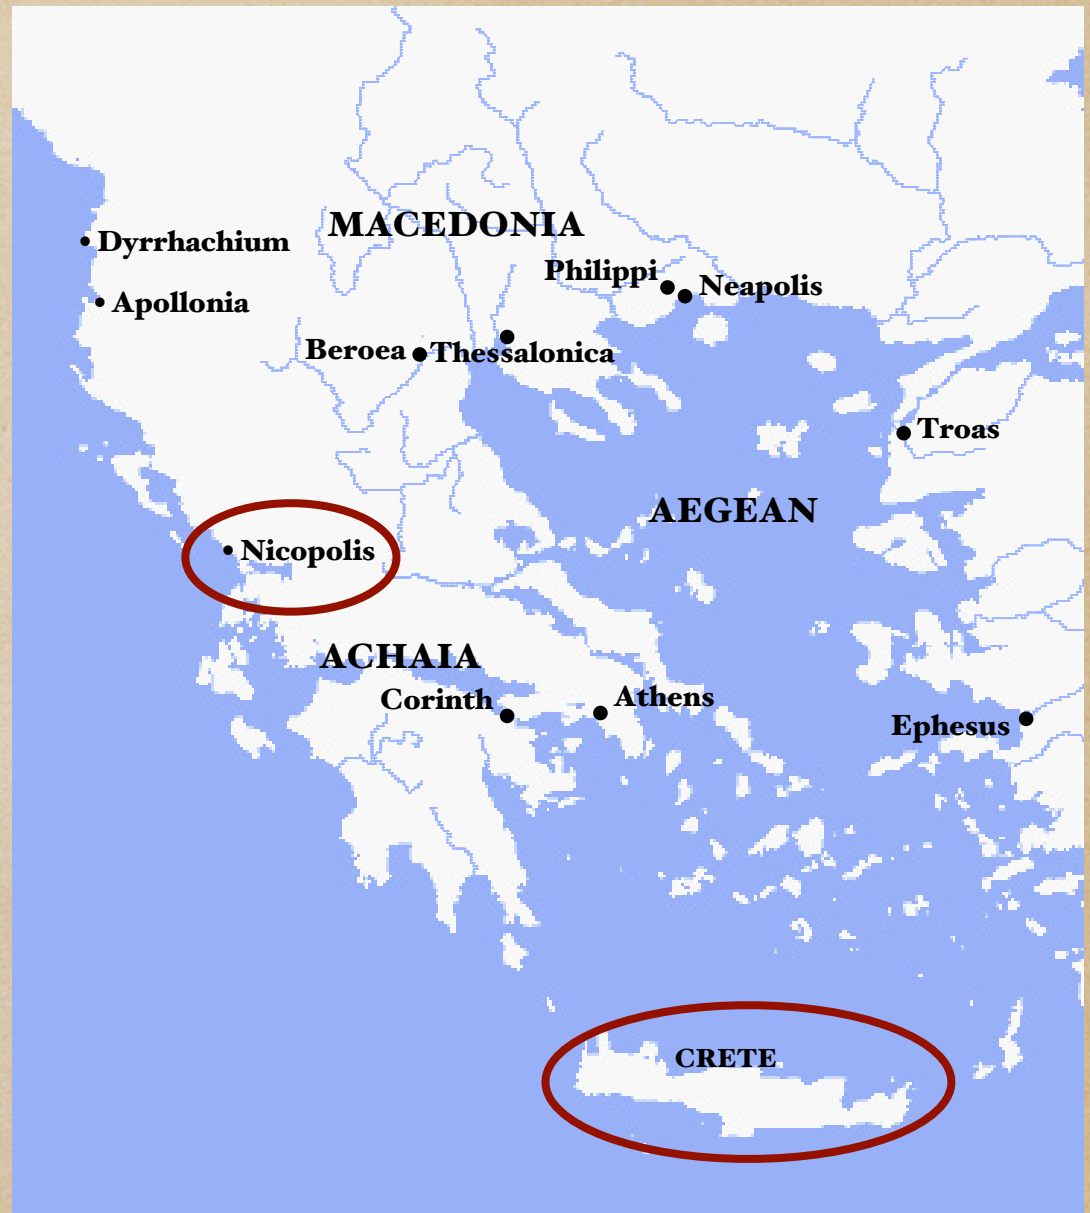 MACEDONIA
Dyrrhachium
Philippi
Neapolis
Apollonia
Beroea
Thessalonica
Troas
AEGEAN
Nicopolis
ACHAIA
Corinth
Athens
Ephesus
CRETE